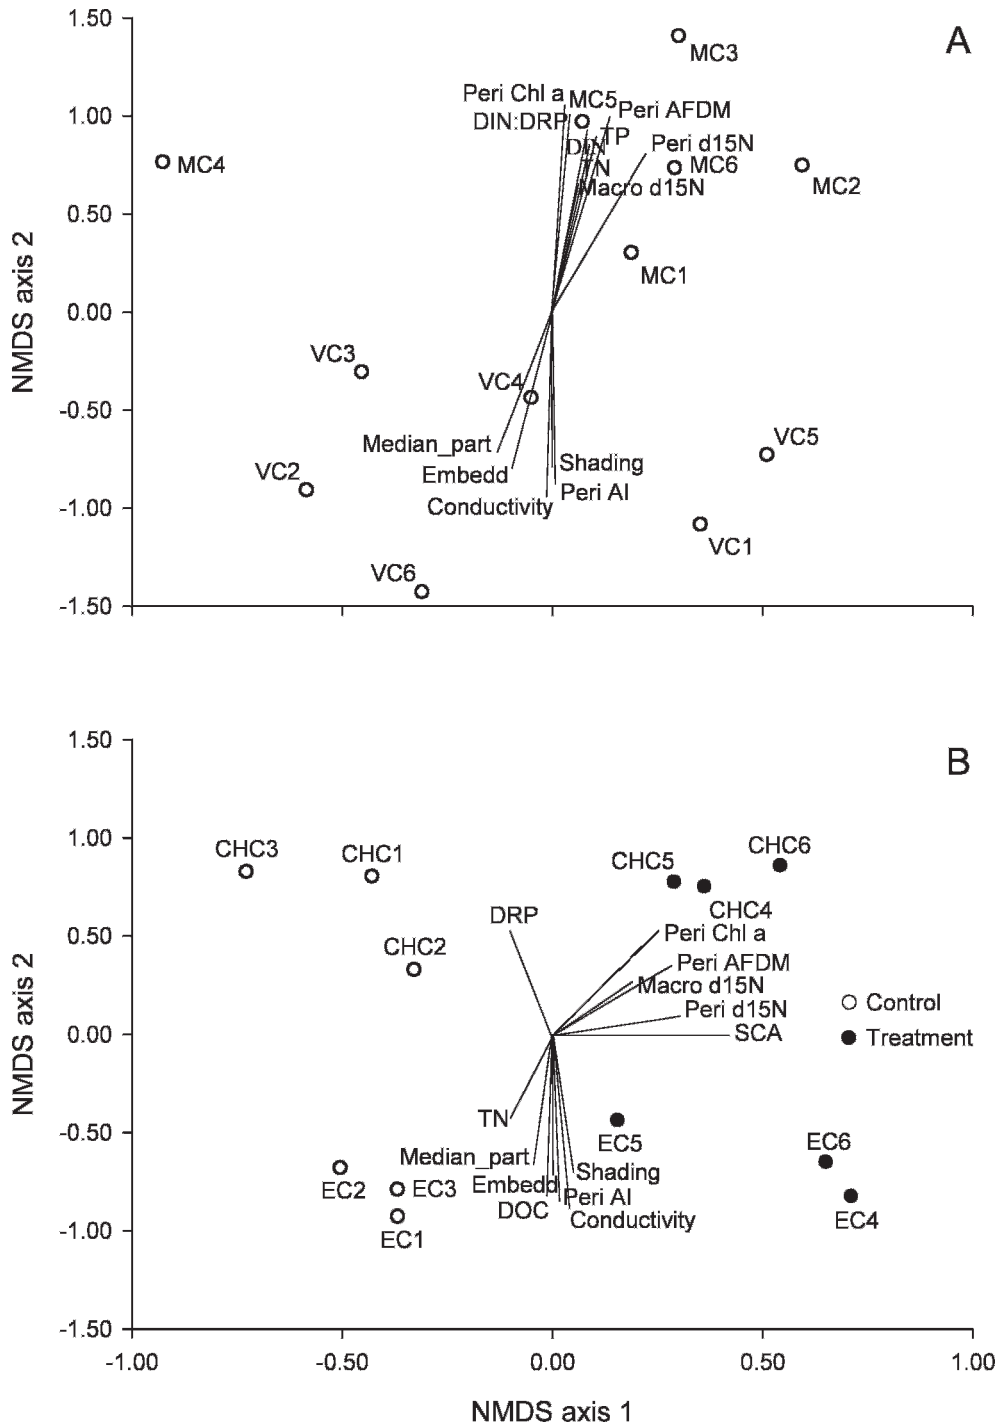 1.50
A
MC3
1.00
Peri Chl a
MC5
Peri AFDM
DIN:DRP
TP
DIN
Peri d15N
MC4
TN
MC6
MC2
Macro d15N
0.50
MC1
NMDS axis 2
0.00
VC3
VC4
-0.50
Median_part
VC5
Embedd
Shading
VC2
Peri AI
-1.00
Conductivity
VC1
VC6
-1.50
1.50
B
1.00
CHC3
CHC1
CHC5
CHC6
CHC4
DRP
0.50
CHC2
Peri Chl a
Peri AFDM
Macro d15N
Peri d15N
Control
NMDS axis 2
0.00
SCA
Treatment
TN
-0.50
EC5
EC6
Median_part
Shading
EC2
EC3
Embedd
Peri AI
DOC
Conductivity
EC4
-1.00
EC1
-1.50
-1.00
-0.50
0.00
0.50
1.00
NMDS axis 1